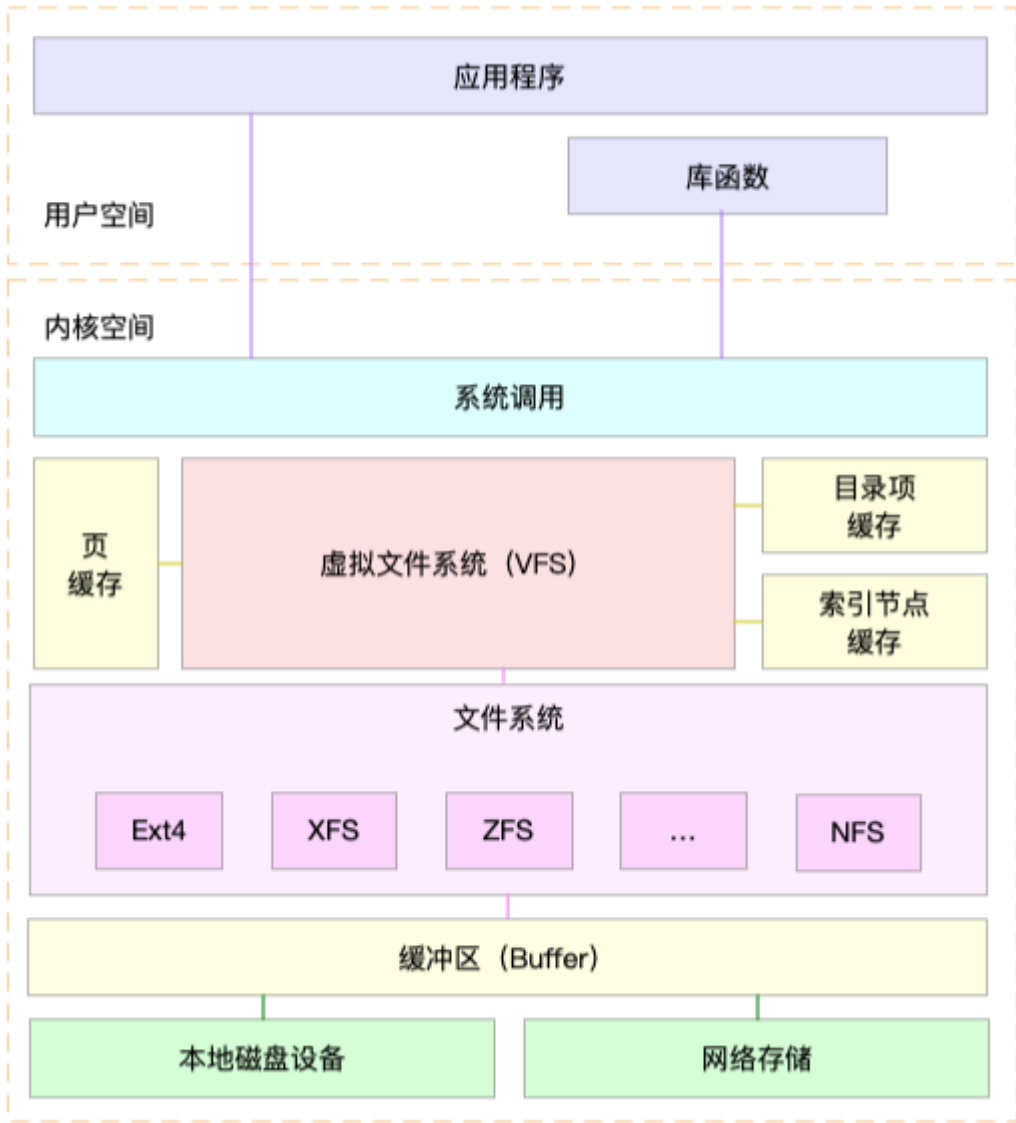 应用程序
库函数
用户空间
内核空间
系统调用
页
缓存
虚拟文件系统（VFS）
目录项
缓存
索引节点
缓存
文件系统
Ext4
XFS
ZFS
...
NFS
缓冲区（Buffer）
本地磁盘设备
网络存储